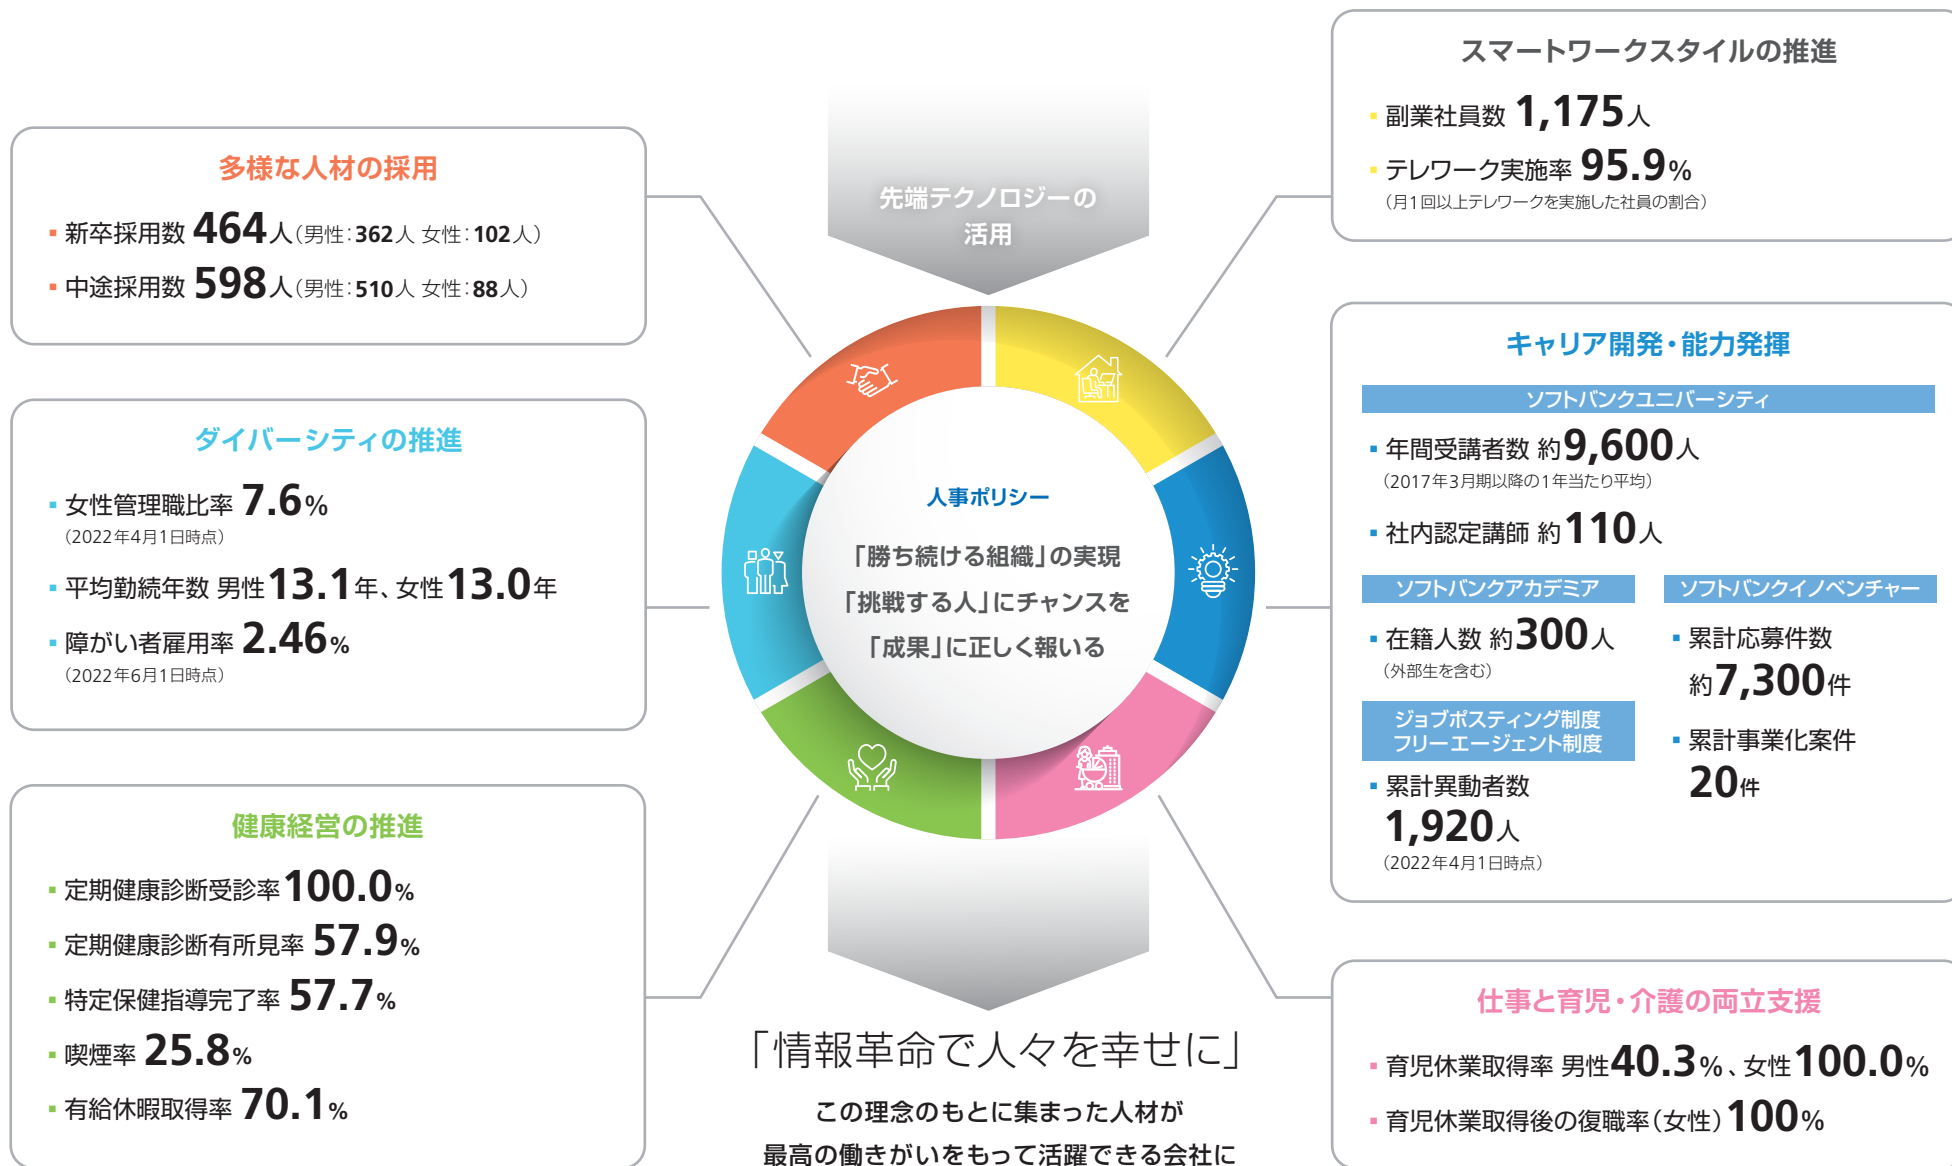 多様な人材の採用
新卒採用数 464人(男性:362人 女性:102人)
中途採用数 598人(男性:510人 女性:88人)
ダイバーシティの推進
女性管理職比率 7.6%
(2022年4月1日時点)
平均勤続年数 男性13.1年、女性13.0年
障がい者雇用率 2.46%
(2022年6月1日時点)
健康経営の推進
定期健康診断受診率100.0%
定期健康診断有所見率 57.9%
特定保健指導完了率 57.7%
喫煙率 25.8%
有給休暇取得率 70.1%
先端テクノロジーの
活用
人事ポリシー
「勝ち続ける組織」の実現
「挑戦する人」にチャンスを
「成果」に正しく報いる
「情報革命で人々を幸せに」
この理念のもとに集まった人材が
最高の働きがいをもって活躍できる会社に
スマートワークスタイルの推進
副業社員数 1,175人
テレワーク実施率 95.9%
(月1回以上テレワークを実施した社員の割合)
キャリア開発・能力発揮
ソフトバンクユニバーシティ
年間受講者数 約9,600人
(2017年3月期以降の1年当たり平均)
社内認定講師 約110人
ソフトバンクアカデミア
在籍人数 約300人
(外部生を含む)
ジョブポスティング制度
フリーエージェント制度
累計異動者数
1,920人
(2022年4月1日時点)
ソフトバンクイノベンチャー
累計応募件数
約7,300件
累計事業化案件
20件
仕事と育児・介護の両立支援
育児休業取得率 男性40.3%、女性100.0%
育児休業取得後の復職率(女性)100%